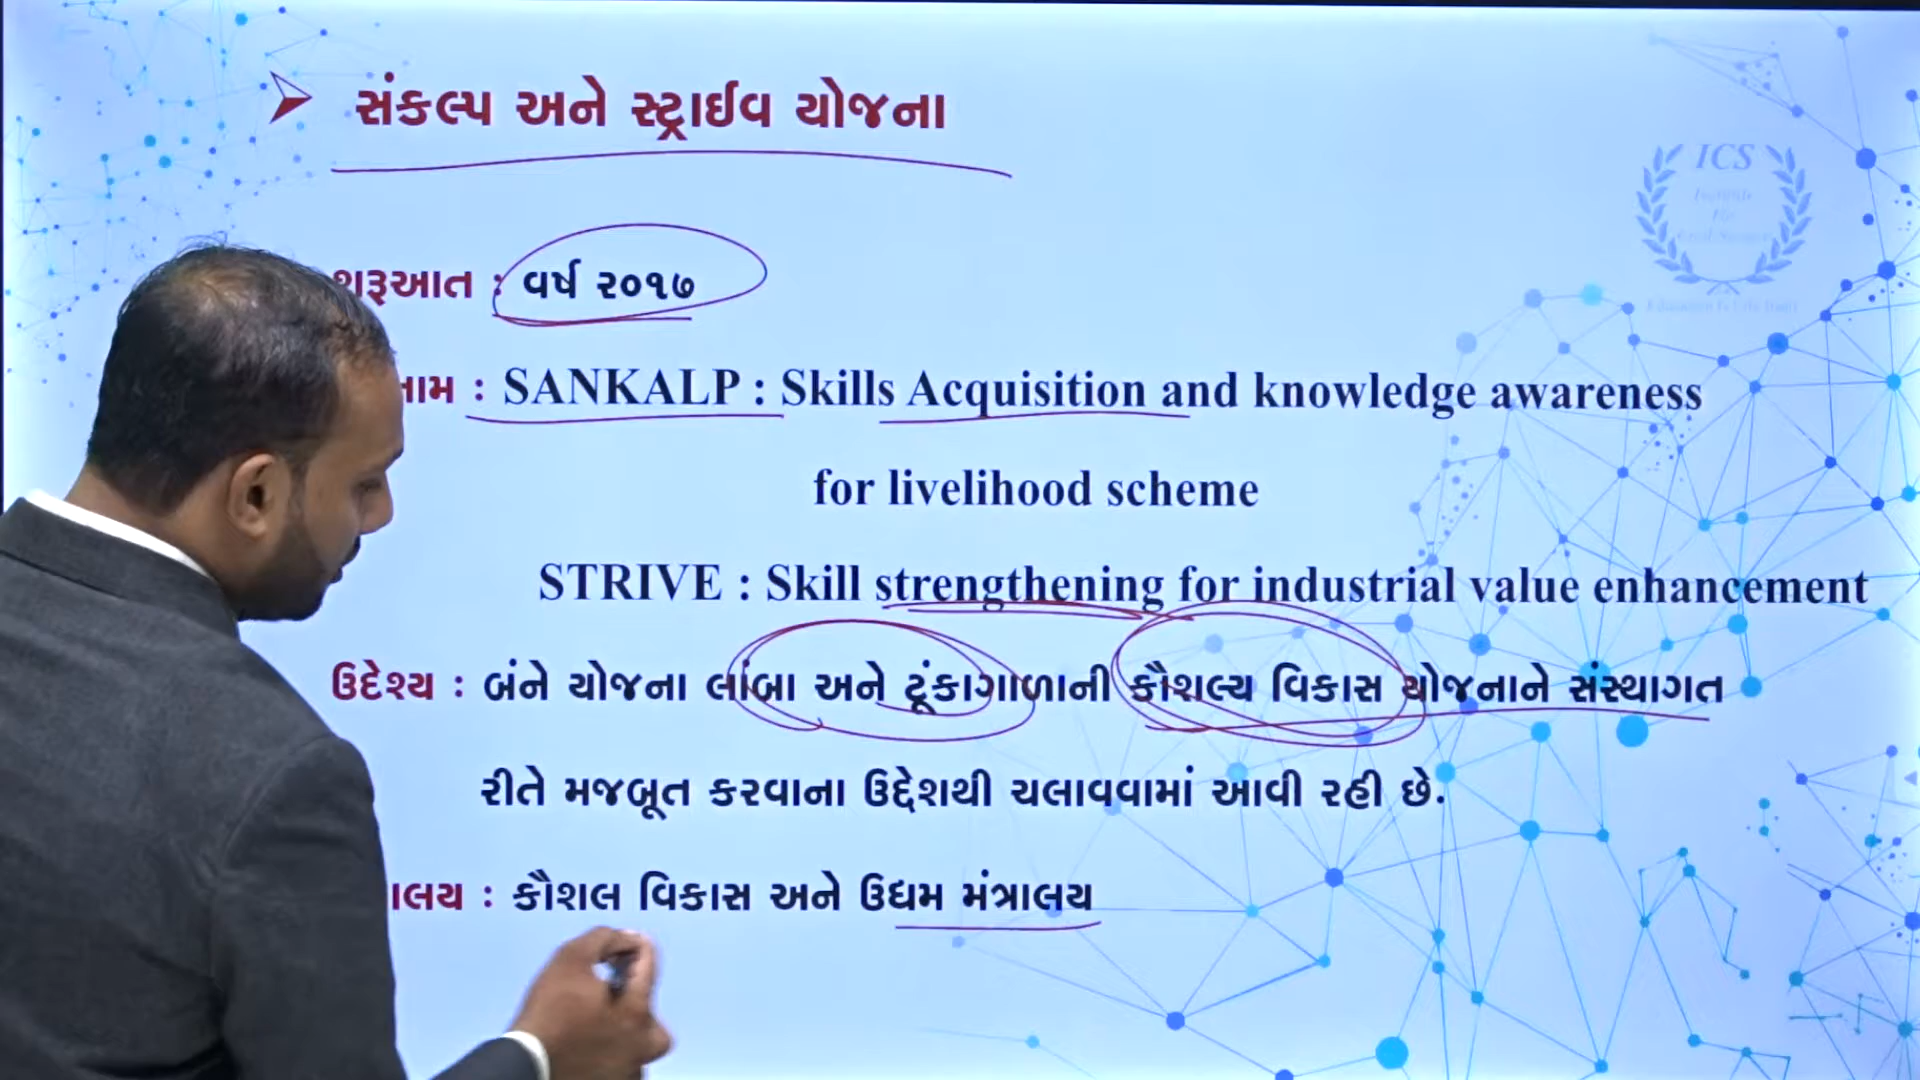 સંકલ્પ અને સ્ટ્રાઈવ યોજના
ICS
શરૂઆત : વર્ષ ૨૦૧૭
નામ : SANKALP : Skills Acquisition and knowledge awareness
for livelihood scheme
STRIVE : Skill strengthening for industrial value enhancement
ઉદેશ્ય : બંને યોજના લાંબા અને ટૂંકાગાળાની કૌશલ્ય વિકાસ યોજનાને સંસ્થાગત
રીતે મજબૂત કરવાના ઉદ્દેશથી ચલાવવામાં આવી રહી છે.
ાલય : કૌશલ વિકાસ અને ઉદ્યમ મંત્રાલય